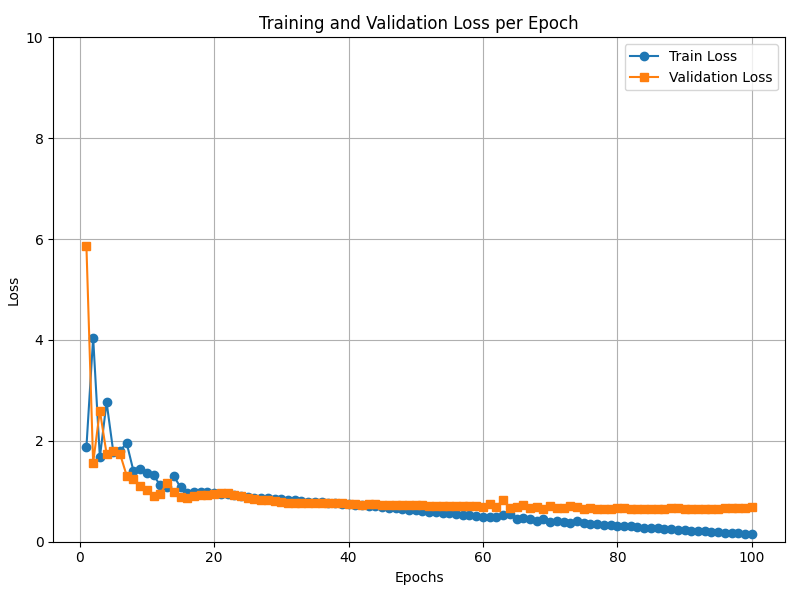 Training and Validation Loss per Epoch
Train Loss
Validation Loss
10
8
6
4
2
0
Loss
0 20 40 60 80 100
Epochs